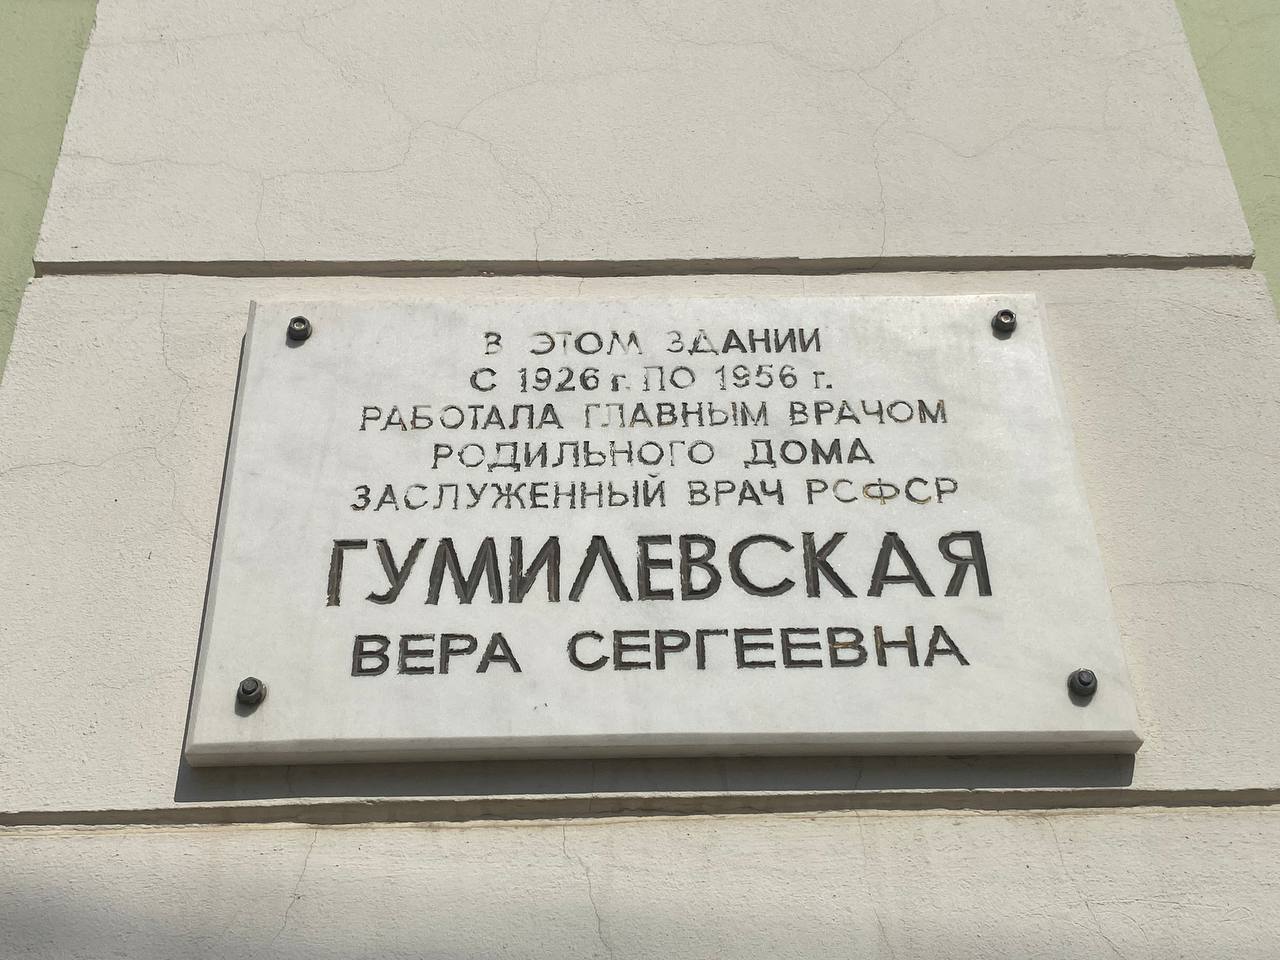 В ЭТОМ ЗДАНИИ
С 1926 г. ПО 1956 г.
РАБОТАЛА ГЛАВНЫМ ВРАЧОМ
РОДИЛЬНОГО ДОМА
ЗАСЛУЖЕННЫЙ ВРАЧ РСФСР
ГУМИЛЕВСКАЯ
ВЕРА СЕРГЕЕВНА